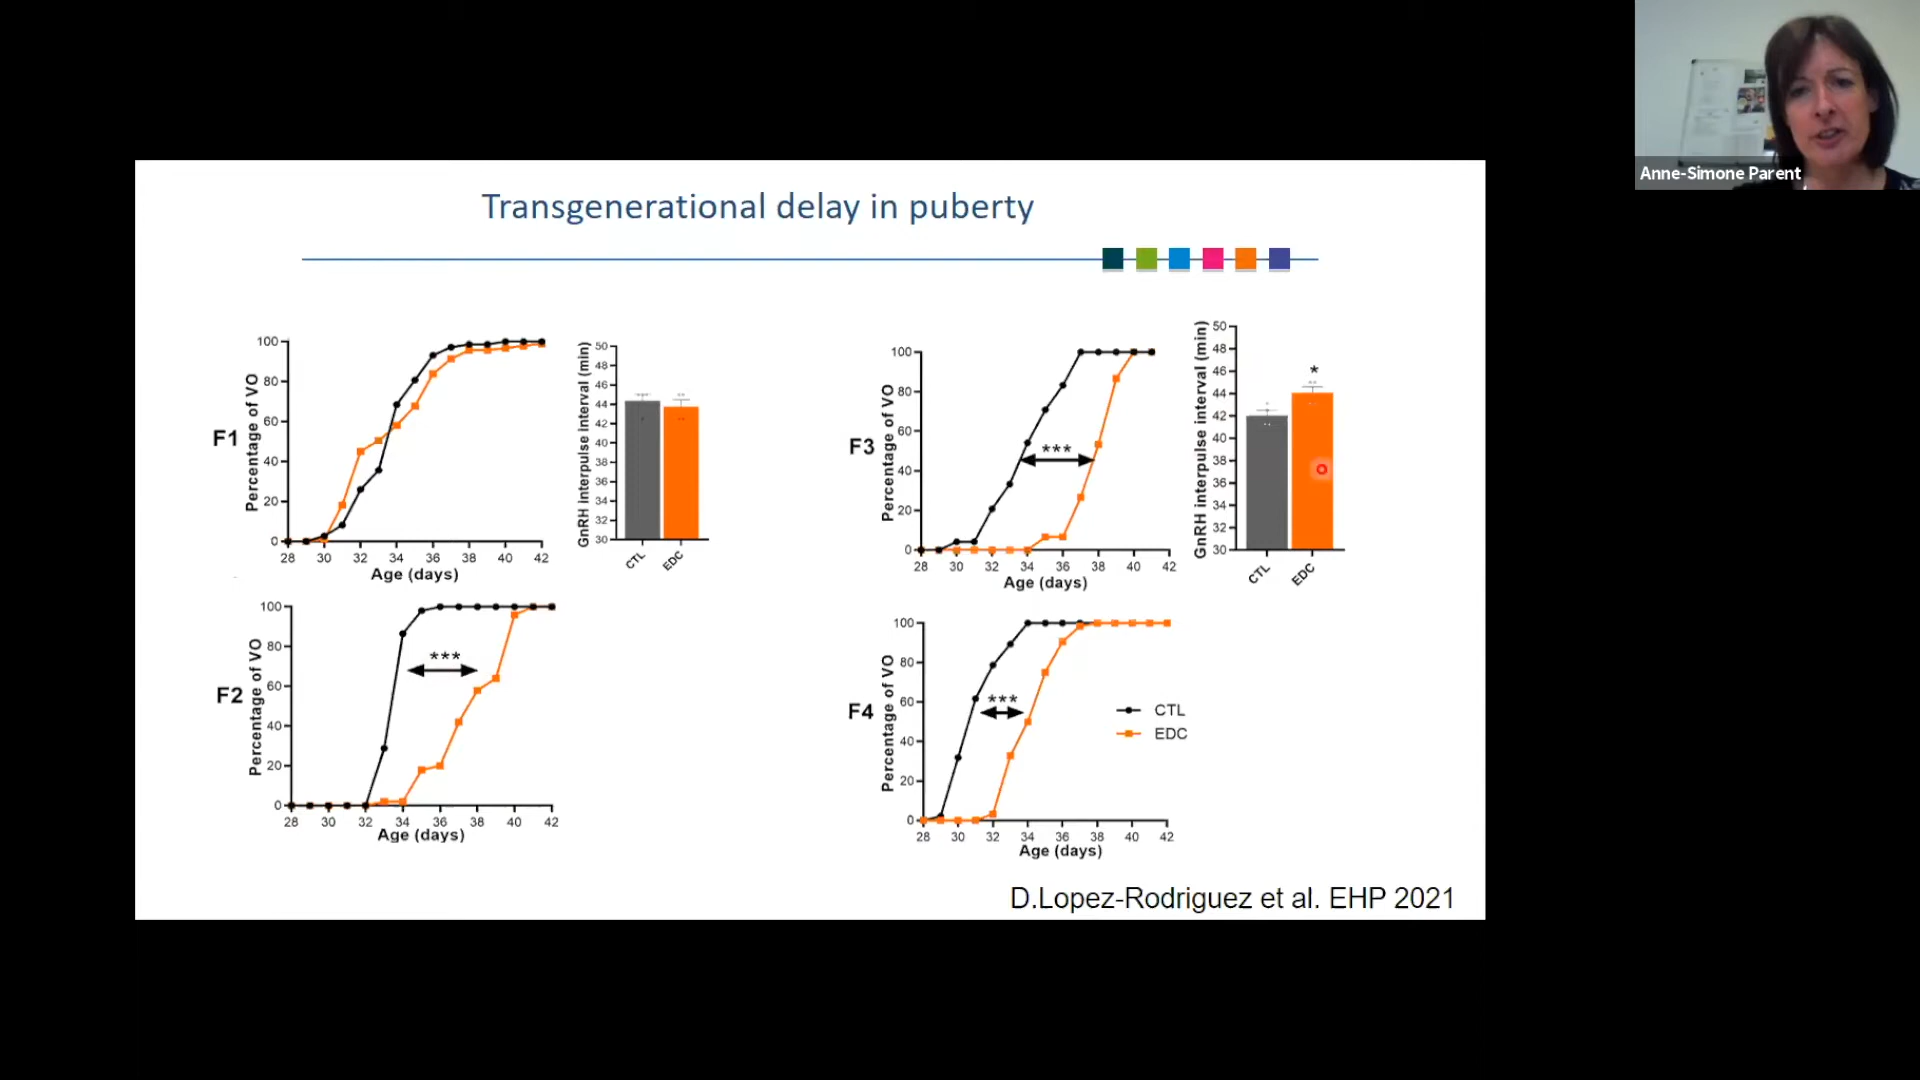 Anne-Simone Parent
Transgenerational delay in puberty
F1
Percentage of VO
100
80
60
40
20
0
28 30 32 34 36 38 40 42
Age (days)
GnRH interpulse interval (min)
50
48
46
44
42
40
38
36
34
32
30
CTL EDC
F3
Percentage of VO
100
80
60
40
20
0
***
28 30 32 34 36 38 40 42
Age (days)
GnRH interpulse interval (min)
50
48
46
44
42
40
38
36
34
32
30
*
CTL EDC
F2
Percentage of VO
100
80
60
40
20
0
***
28 30 32 34 36 38 40 42
Age (days)
F4
Percentage of VO
100
80
60
40
20
0
***
28 30 32 34 36 38 40 42
Age (days)
CTL
EDC
D.Lopez-Rodriguez et al. EHP 2021